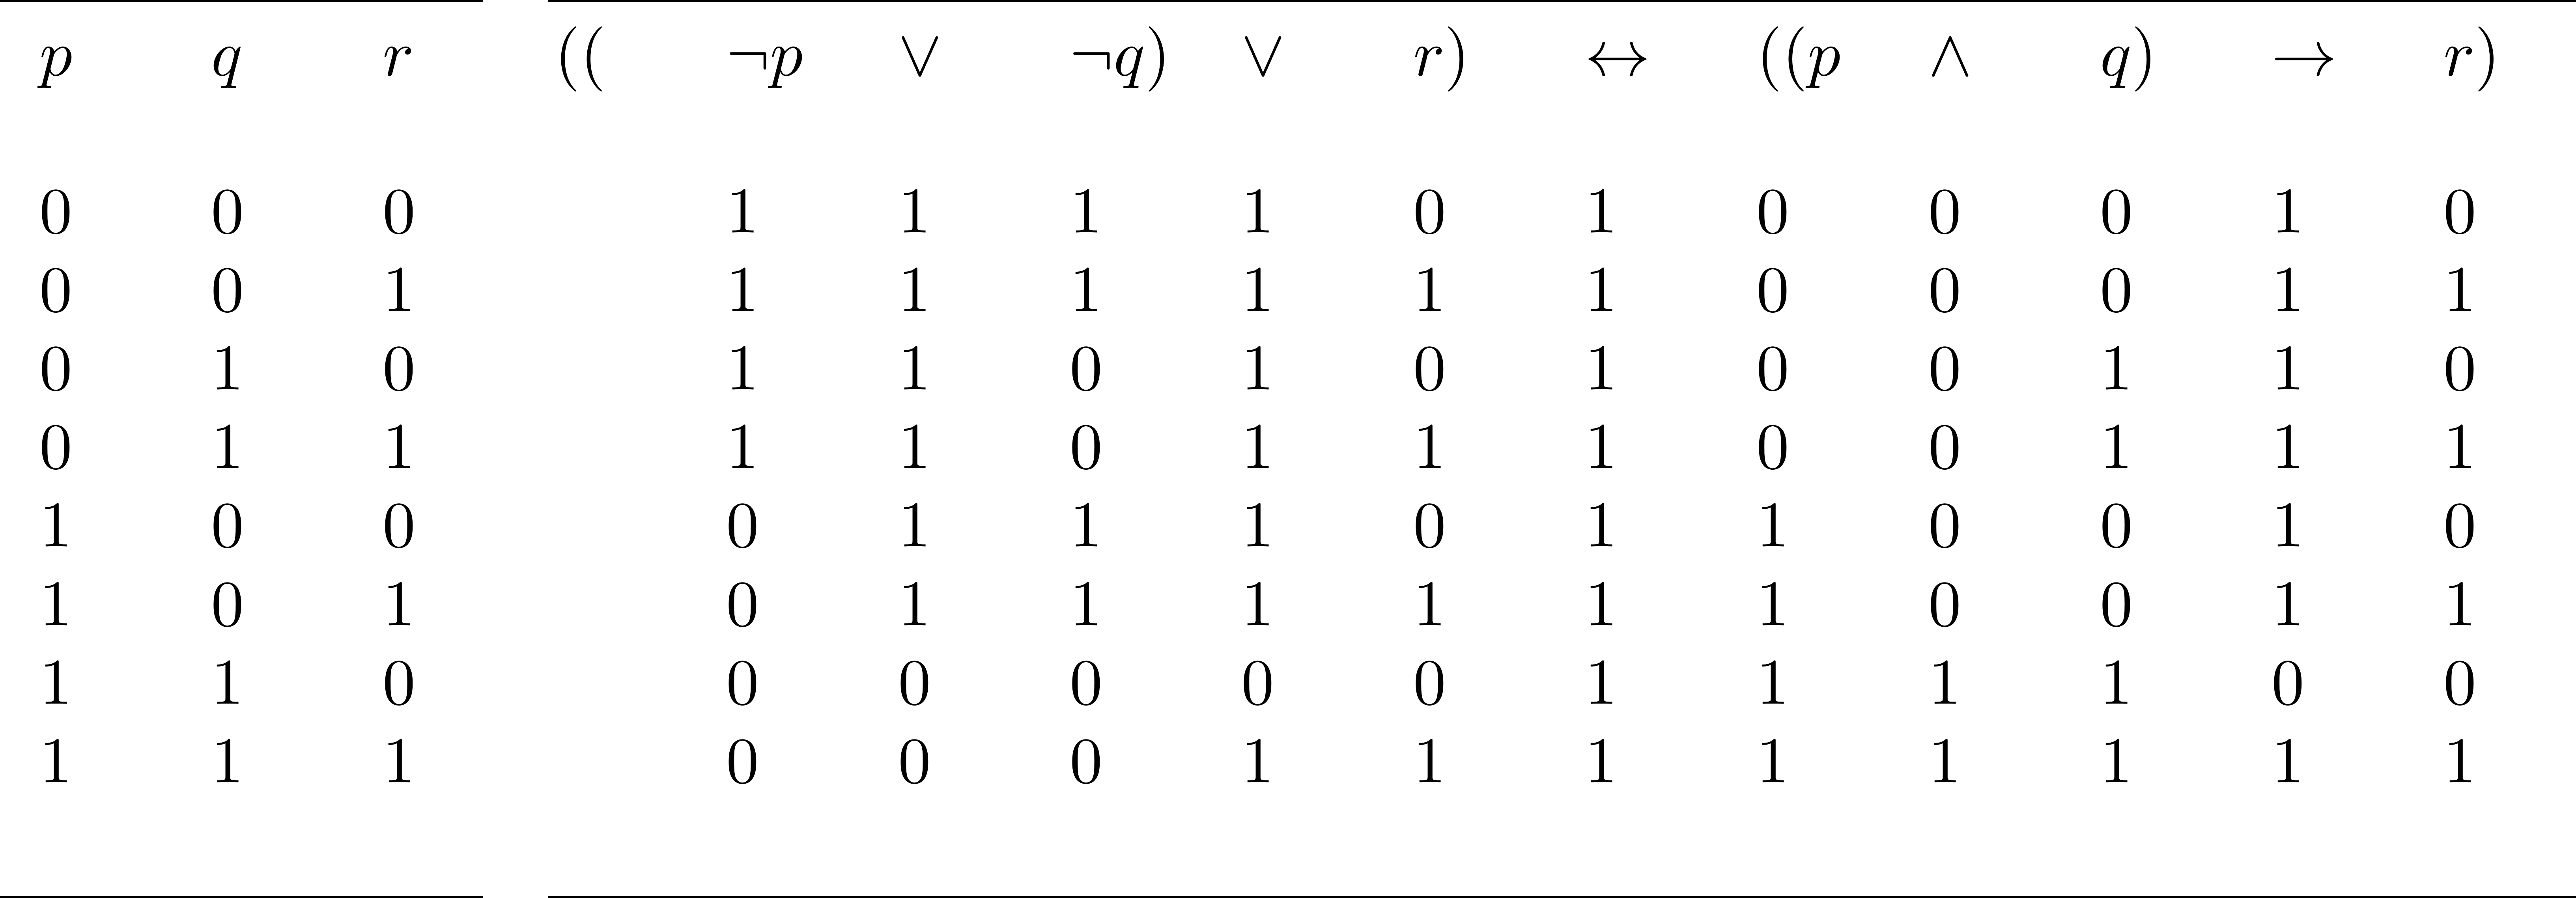 p q r (( ¬p ∨ ¬q) ∨ r) ↔ ((p ∧ q) → r)
0 0 0 1 1 1 1 0 1 0 0 0 1 0
0 0 1 1 1 1 1 1 1 0 0 0 1 1
0 1 0 1 1 0 1 0 1 0 0 1 1 0
0 1 1 1 1 0 1 1 1 0 0 1 1 1
1 0 0 0 1 1 1 0 1 1 0 0 1 0
1 0 1 0 1 1 1 1 1 1 0 0 1 1
1 1 0 0 0 0 0 0 1 1 1 1 0 0
1 1 1 0 0 0 1 1 1 1 1 1 1 1